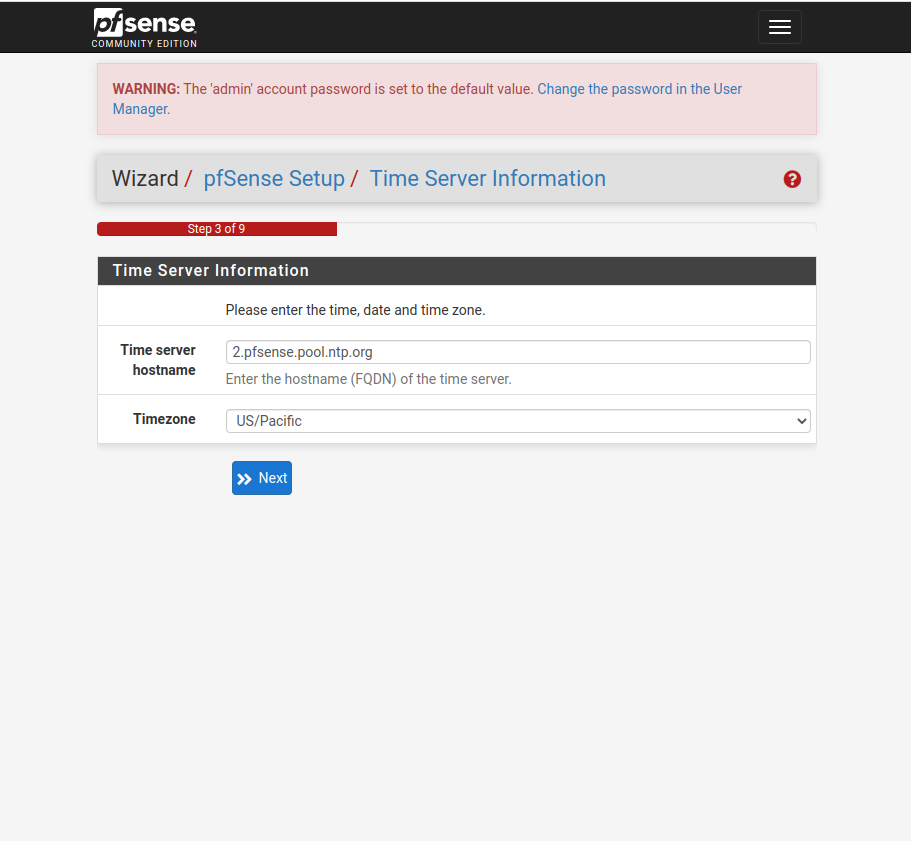 pfsense
COMMUNITY EDITION
WARNING: The 'admin' account password is set to the default value. Change the password in the User
Manager.
Wizard / pfSense Setup / Time Server Information
Step 3 of 9
Time Server Information
Please enter the time, date and time zone.
Time server
hostname
2.pfsense.pool.ntp.org
Enter the hostname (FQDN) of the time server.
Timezone
US/Pacific
Next